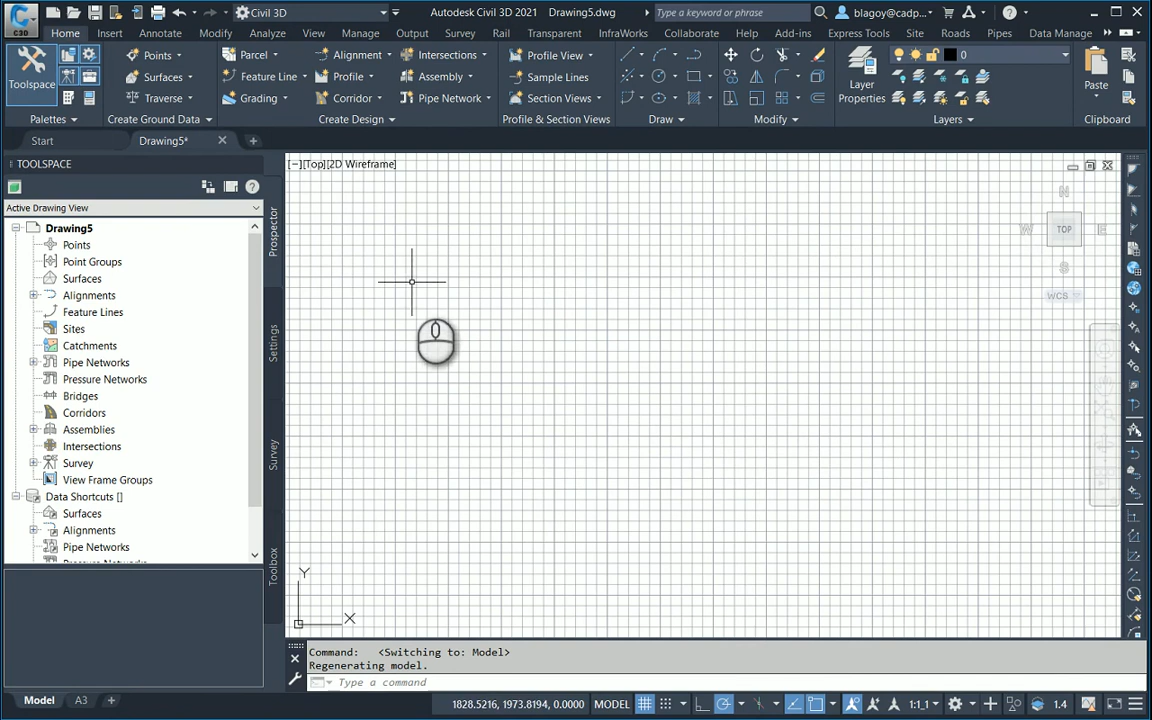 Civil 3D
Autodesk Civil 3D 2021 Drawing5.dwg
Type a keyword or phrase
blagoy@cadp...
C3D
Home Insert Annotate Modify Analyze View Manage Output Survey Rail Transparent InfraWorks Collaborate Help Add-ins Express Tools Site Roads Pipes Data Manage
Toolspace
Palettes
Points
Surfaces
Traverse
Create Ground Data
Parcel
Feature Line
Grading
Alignment
Profile
Corridor
Intersections
Assembly
Pipe Network
Create Design
Profile View
Sample Lines
Section Views
Profile & Section Views
Draw
Modify
Layer
Properties
0
Layers
Paste
Clipboard
Start
Drawing5*
TOOLSPACE
Active Drawing View
Drawing5
Points
Point Groups
Surfaces
Alignments
Feature Lines
Sites
Catchments
Pipe Networks
Pressure Networks
Bridges
Corridors
Assemblies
Intersections
Survey
View Frame Groups
Data Shortcuts []
Surfaces
Alignments
Pipe Networks
Prospector
Settings
Survey
Toolbox
[−][Top][2D Wireframe]
N
W TOP E
S
WCS
Y
X
Command: <Switching to: Model>
Regenerating model.
Type a command
Model A3
1828.5216, 1973.8194, 0.0000 MODEL
1:1_1
1.4